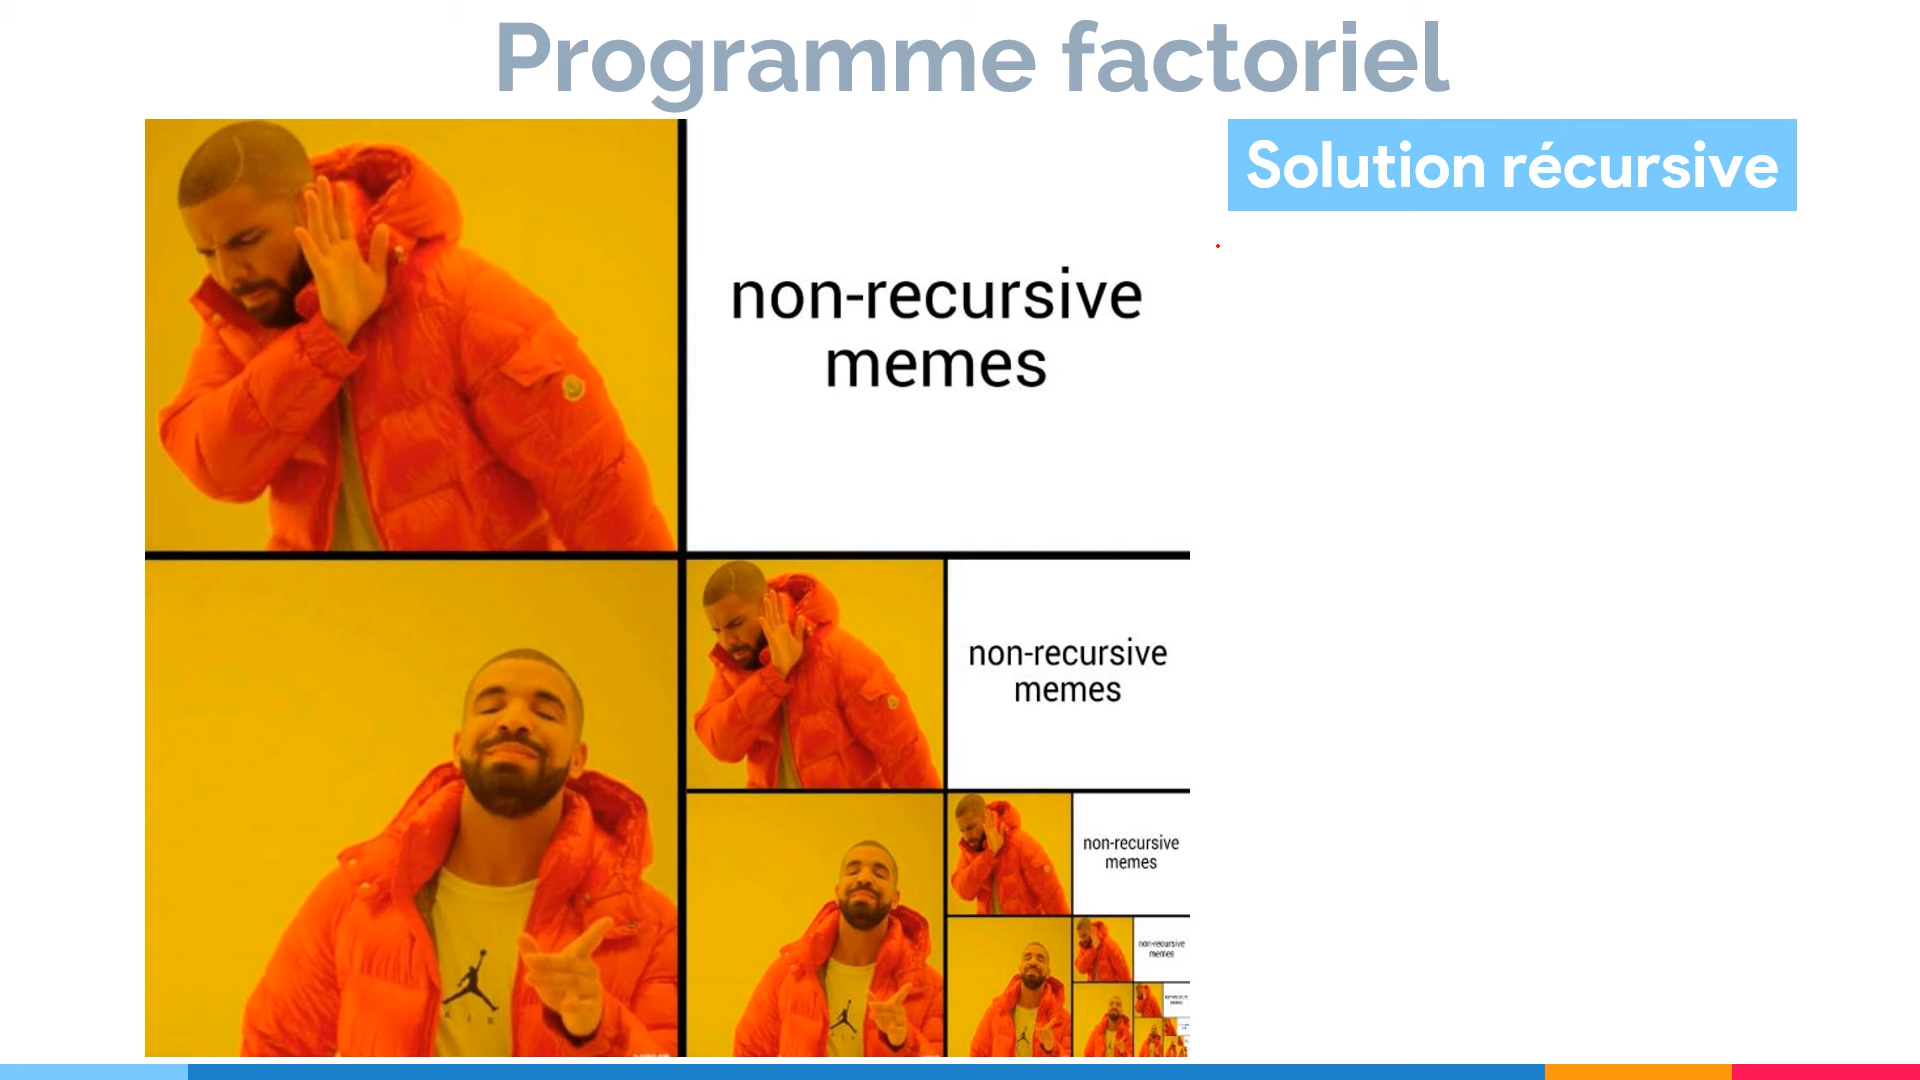 Programme factoriel
Solution récursive
non-recursive
memes
non-recursive
memes
non-recursive
memes
non-recursive
memes